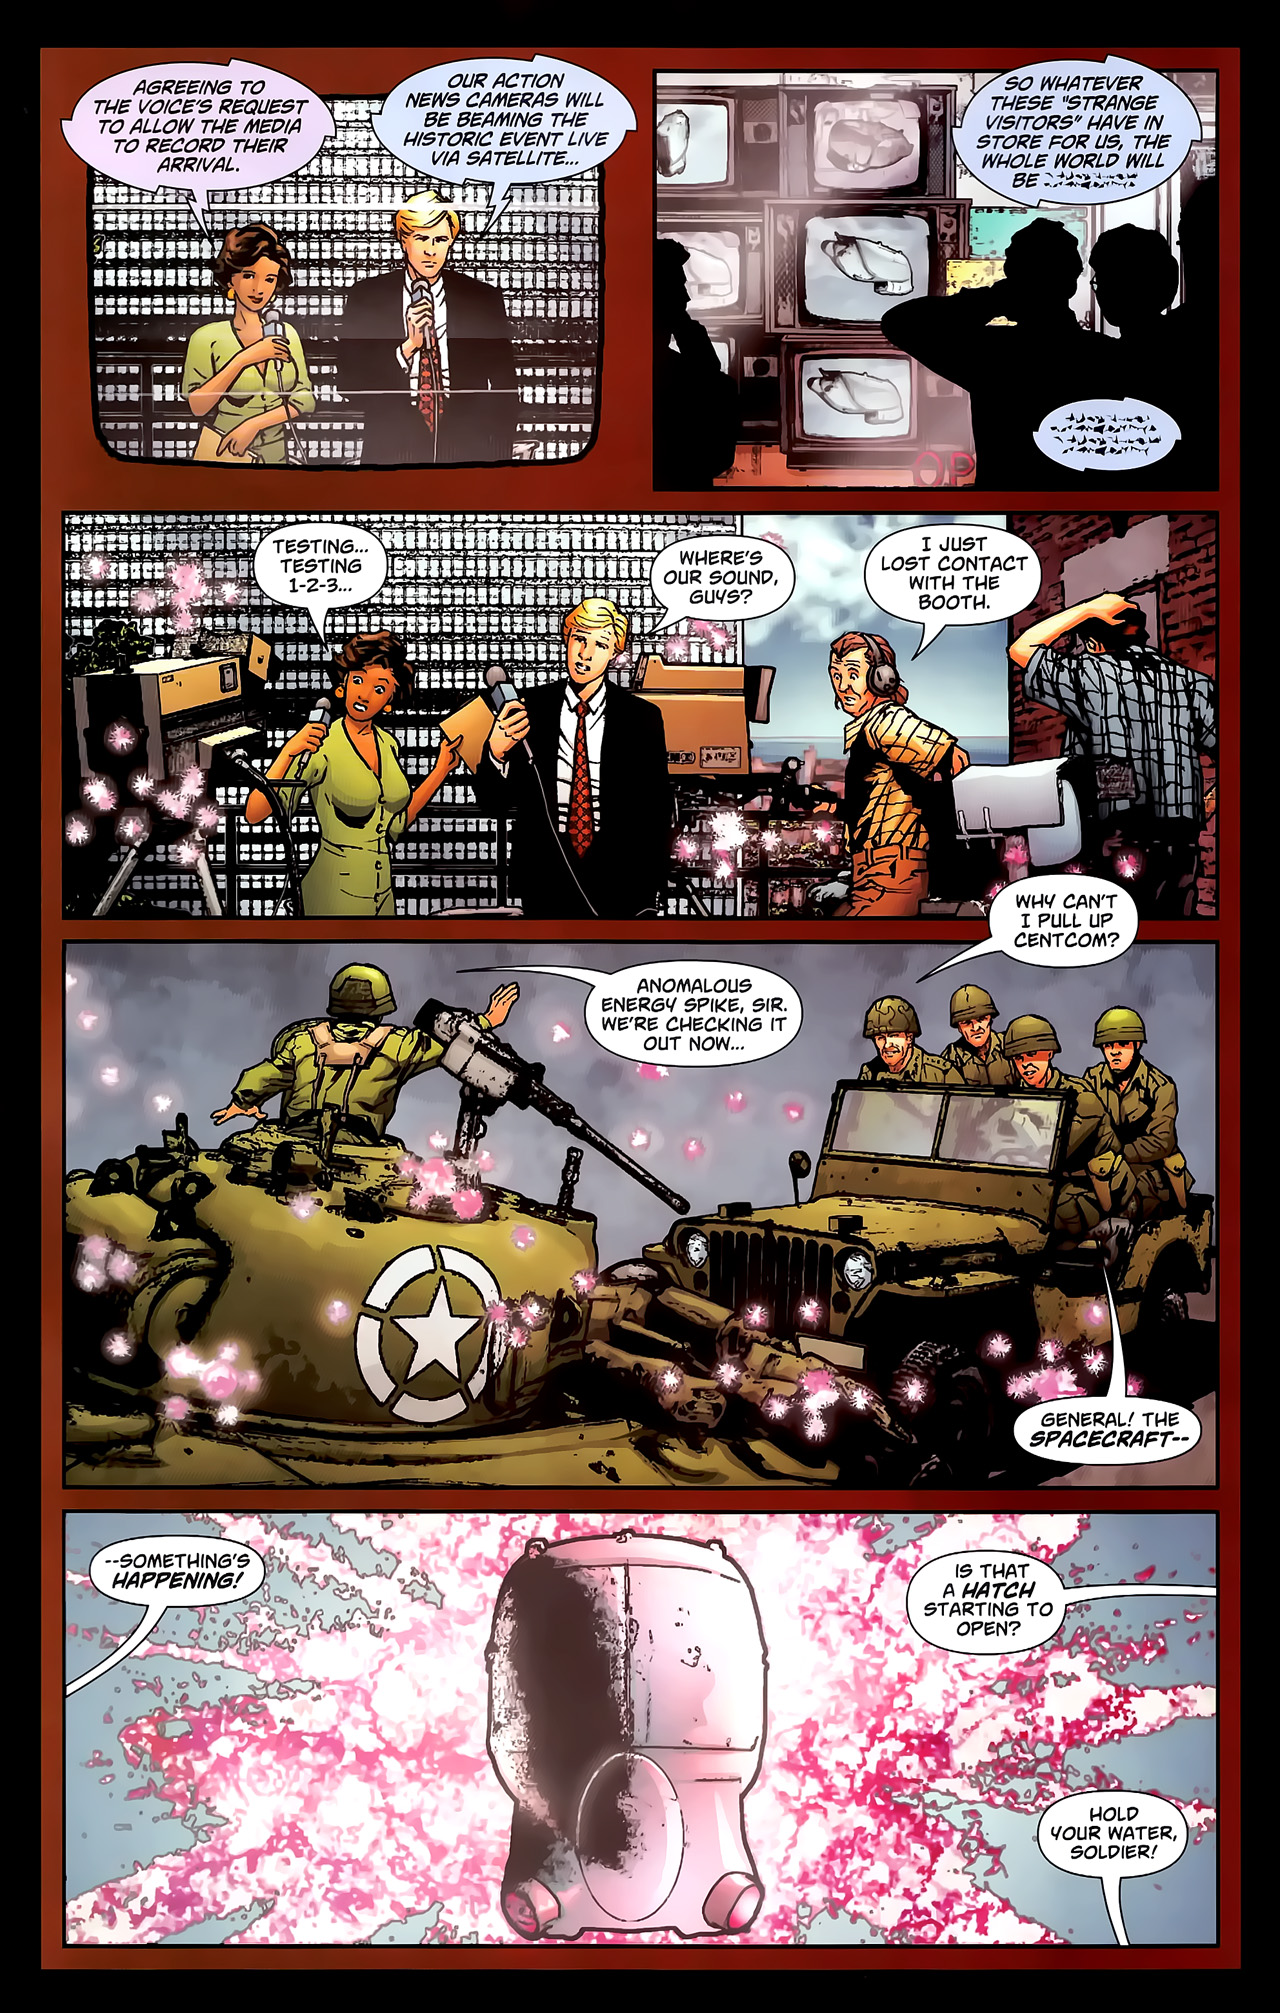 AGREEING TO
THE VOICE'S REQUEST
TO ALLOW THE MEDIA
TO RECORD THEIR
ARRIVAL.
OUR ACTION
NEWS CAMERAS WILL
BE BEAMING THE
HISTORIC EVENT LIVE
VIA SATELLITE...
SO WHATEVER
THESE "STRANGE
VISITORS" HAVE IN
STORE FOR US, THE
WHOLE WORLD WILL
BE
OP
TESTING...
TESTING
1-2-3...
WHERE'S
OUR SOUND,
GUYS?
I JUST
LOST CONTACT
WITH THE
BOOTH.
WHY CAN'T
I PULL UP
CENTCOM?
ANOMALOUS
ENERGY SPIKE, SIR.
WE'RE CHECKING IT
OUT NOW...
GENERAL! THE
SPACECRAFT--
--SOMETHING'S
HAPPENING!
IS THAT
A HATCH
STARTING TO
OPEN?
HOLD
YOUR WATER,
SOLDIER!